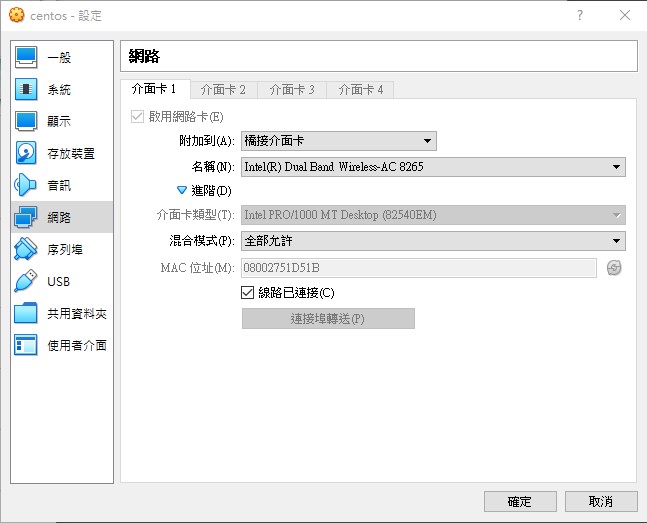 centos - 設定
?
一般
系統
顯示
存放裝置
音訊
網路
序列埠
USB
共用資料夾
使用者介面
網路
介面卡 1 介面卡 2 介面卡 3 介面卡 4
啟用網路卡(E)
附加到(A): 橋接介面卡
名稱(N): Intel(R) Dual Band Wireless-AC 8265
進階(D)
介面卡類型(T): Intel PRO/1000 MT Desktop (82540EM)
混合模式(P): 全部允許
MAC 位址(M): 08002751D51B
線路已連接(C)
連接埠轉送(P)
確定 取消